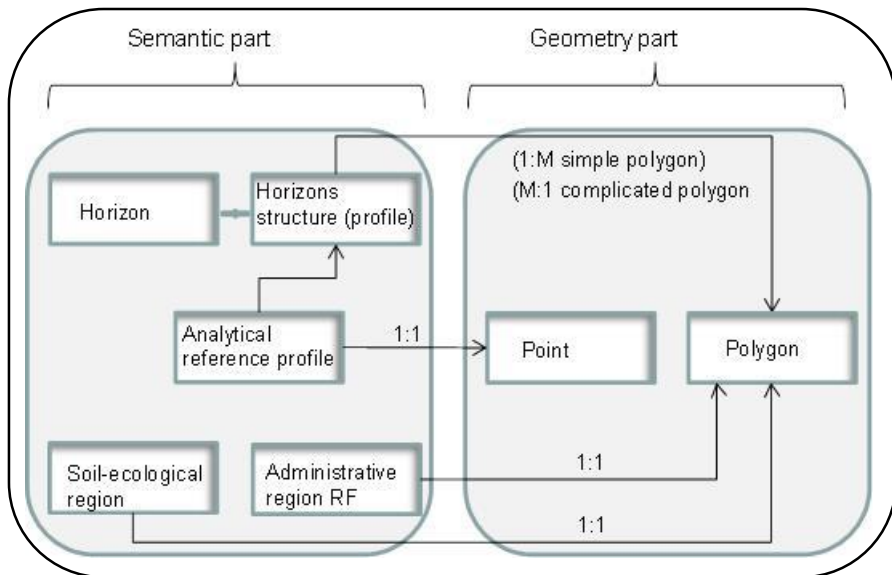 Semantic part
Geometry part
(1:M simple polygon)
(M:1 complicated polygon
Horizon
Horizons
structure (profile)
Analytical
reference profile
1:1
Point
Polygon
Soil-ecological
region
Administrative
region RF
1:1
1:1